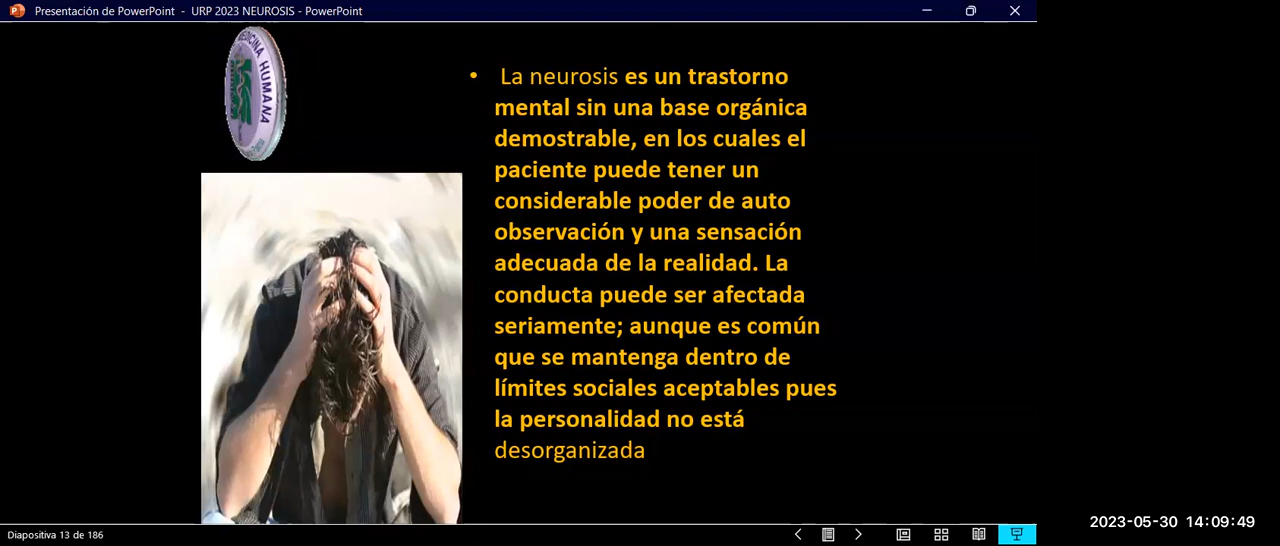 Presentación de PowerPoint - URP 2023 NEUROSIS - PowerPoint
MEDICINA HUMANA
• La neurosis es un trastorno
mental sin una base orgánica
demostrable, en los cuales el
paciente puede tener un
considerable poder de auto
observación y una sensación
adecuada de la realidad. La
conducta puede ser afectada
seriamente; aunque es común
que se mantenga dentro de
límites sociales aceptables pues
la personalidad no está
desorganizada
Diapositiva 13 de 186
2023-05-30 14:09:49